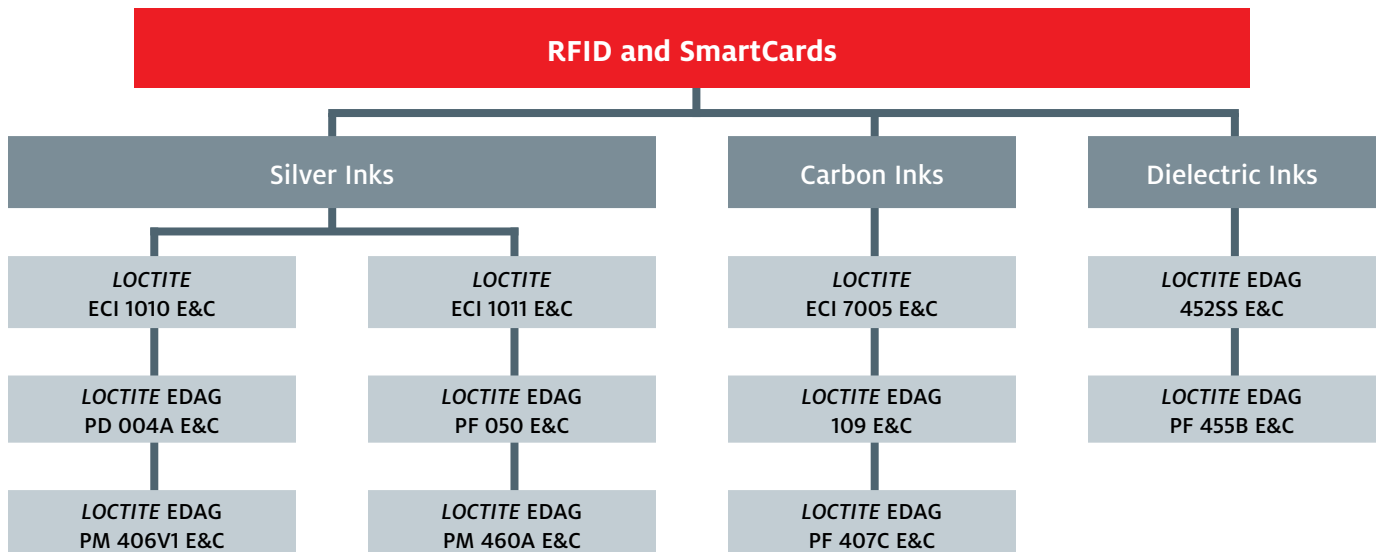 RFID and SmartCards
Silver Inks
Carbon Inks
Dielectric Inks
LOCTITE
ECI 1010 E&C
LOCTITE
ECI 1011 E&C
LOCTITE
ECI 7005 E&C
LOCTITE EDAG
452SS E&C
LOCTITE EDAG
PD 004A E&C
LOCTITE EDAG
PF 050 E&C
LOCTITE EDAG
109 E&C
LOCTITE EDAG
PF 455B E&C
LOCTITE EDAG
PM 406V1 E&C
LOCTITE EDAG
PM 460A E&C
LOCTITE EDAG
PF 407C E&C